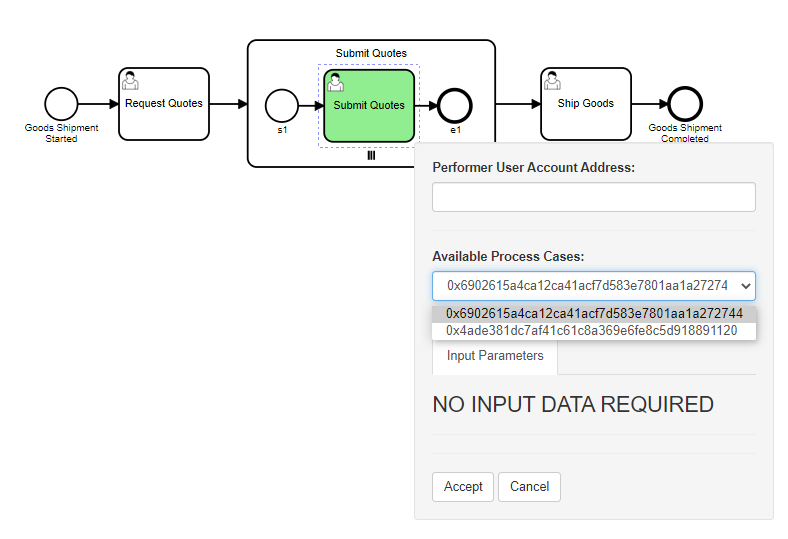 Submit Quotes
Request Quotes
Submit Quotes
Ship Goods
Goods Shipment
Started
s1
e1
Goods Shipment
Completed
Performer User Account Address:
Available Process Cases:
0x6902615a4ca12ca41acf7d583e7801aa1a27274
0x6902615a4ca12ca41acf7d583e7801aa1a272744
0x4ade381dc7af41c61c8a369e6fe8c5d918891120
Input Parameters
NO INPUT DATA REQUIRED
Accept
Cancel